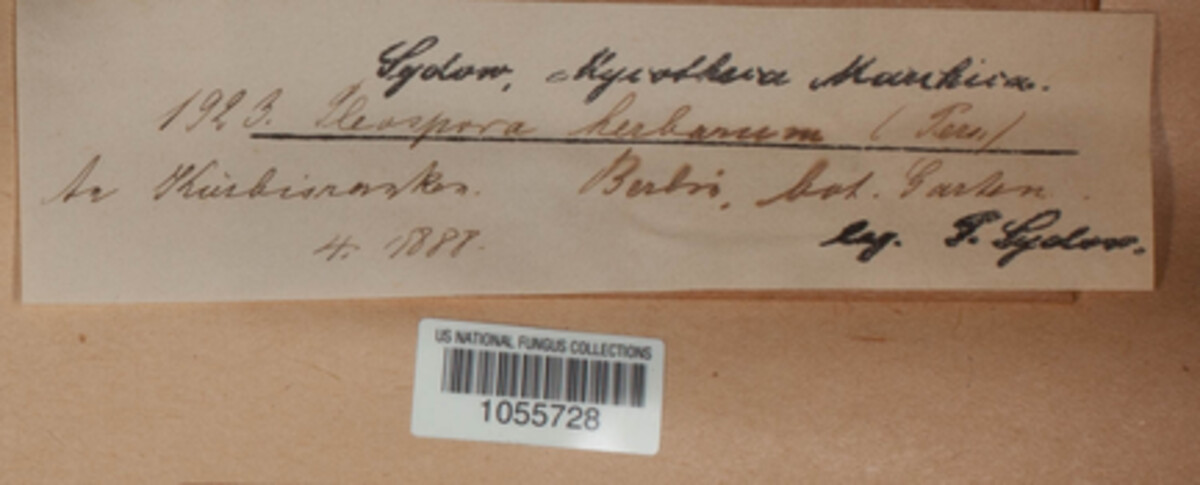 Sydow, Mycotheca Marchica.
1923. Pleospora herbarum (Pers.)
An Kürbisranken. Berlin, bot. Garten.
4. 1888. leg. P. Sydow.
US NATIONAL FUNGUS COLLECTIONS
1055728